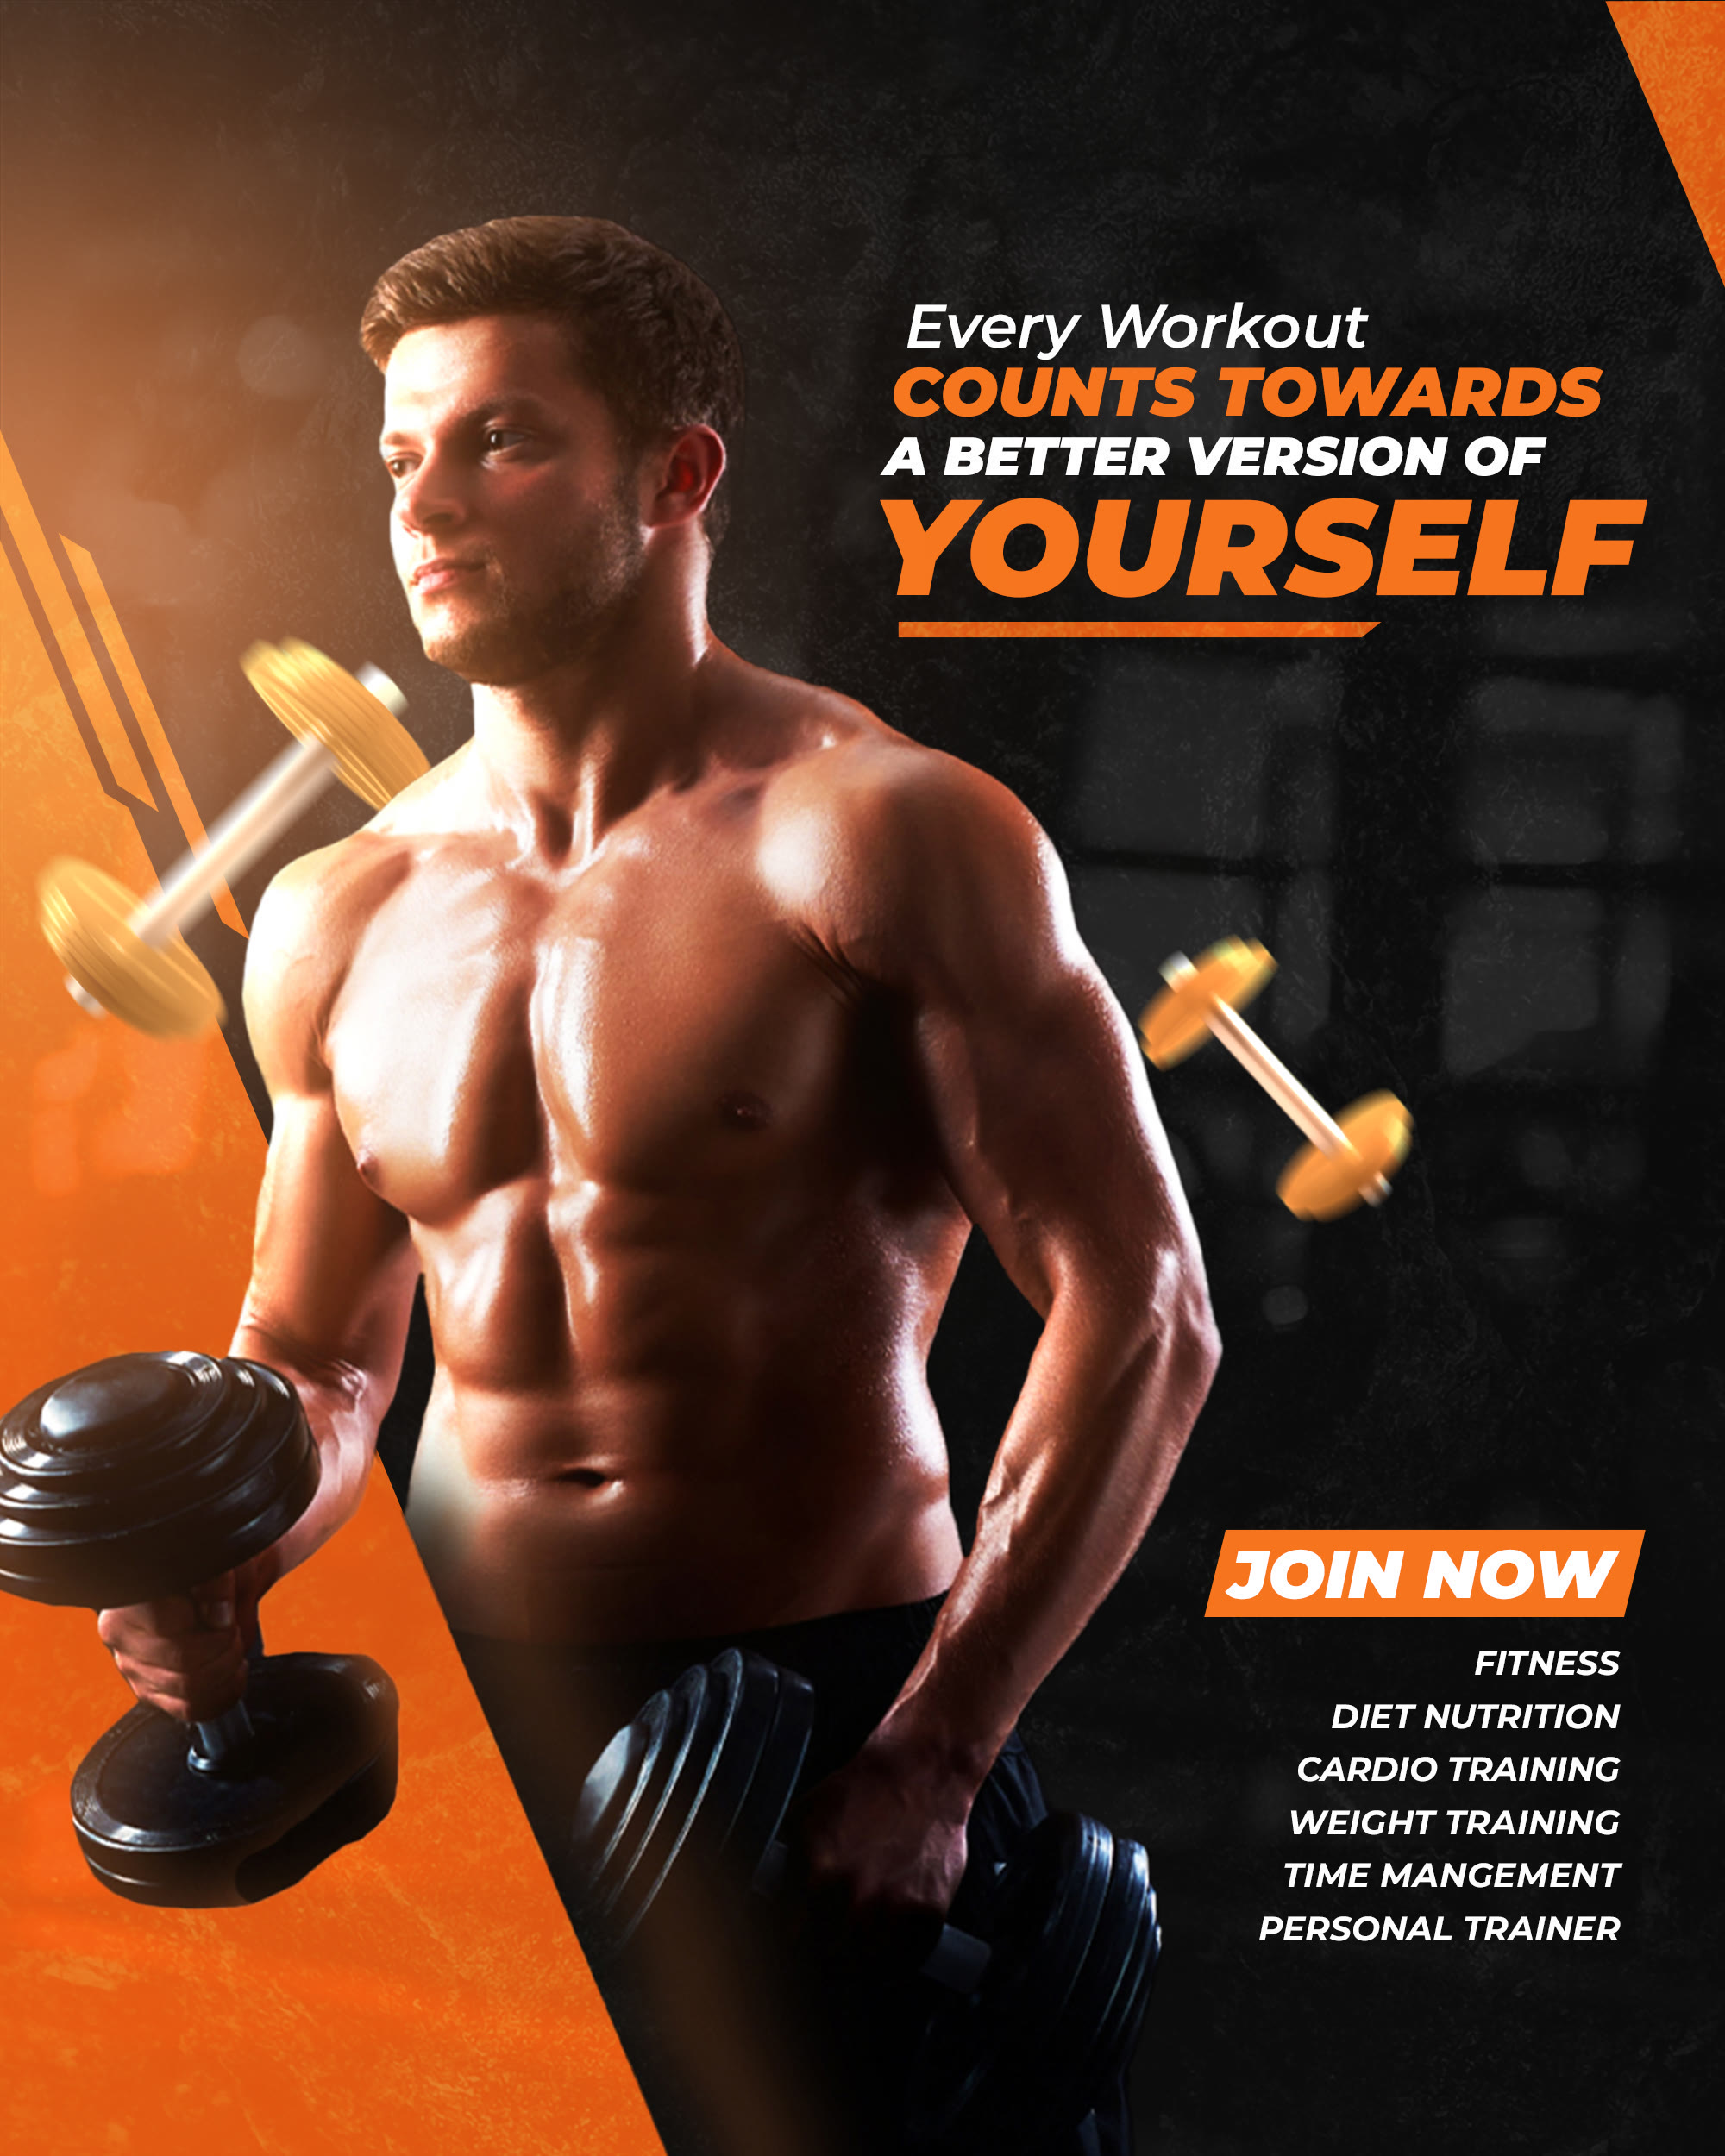 Every Workout
COUNTS TOWARDS
A BETTER VERSION OF
YOURSELF
JOIN NOW
FITNESS
DIET NUTRITION
CARDIO TRAINING
WEIGHT TRAINING
TIME MANGEMENT
PERSONAL TRAINER